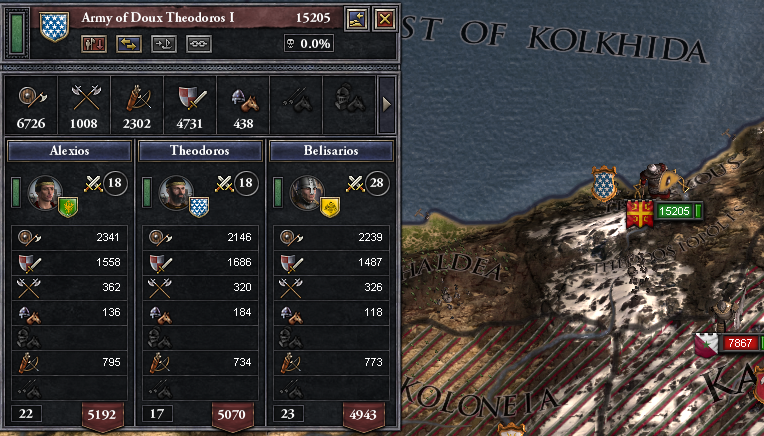 Army of Doux Theodoros I 15205
0.0%
6726 1008 2302 4731 438
Alexios Theodoros Belisarios
18 18 28
2341 2146 2239
1558 1686 1487
362 320 326
136 184 118
795 734 773
22 5192 17 5070 23 4943
ST OF KOLKHIDA
15205
HALDEA
7867
KOLONEIA
KA